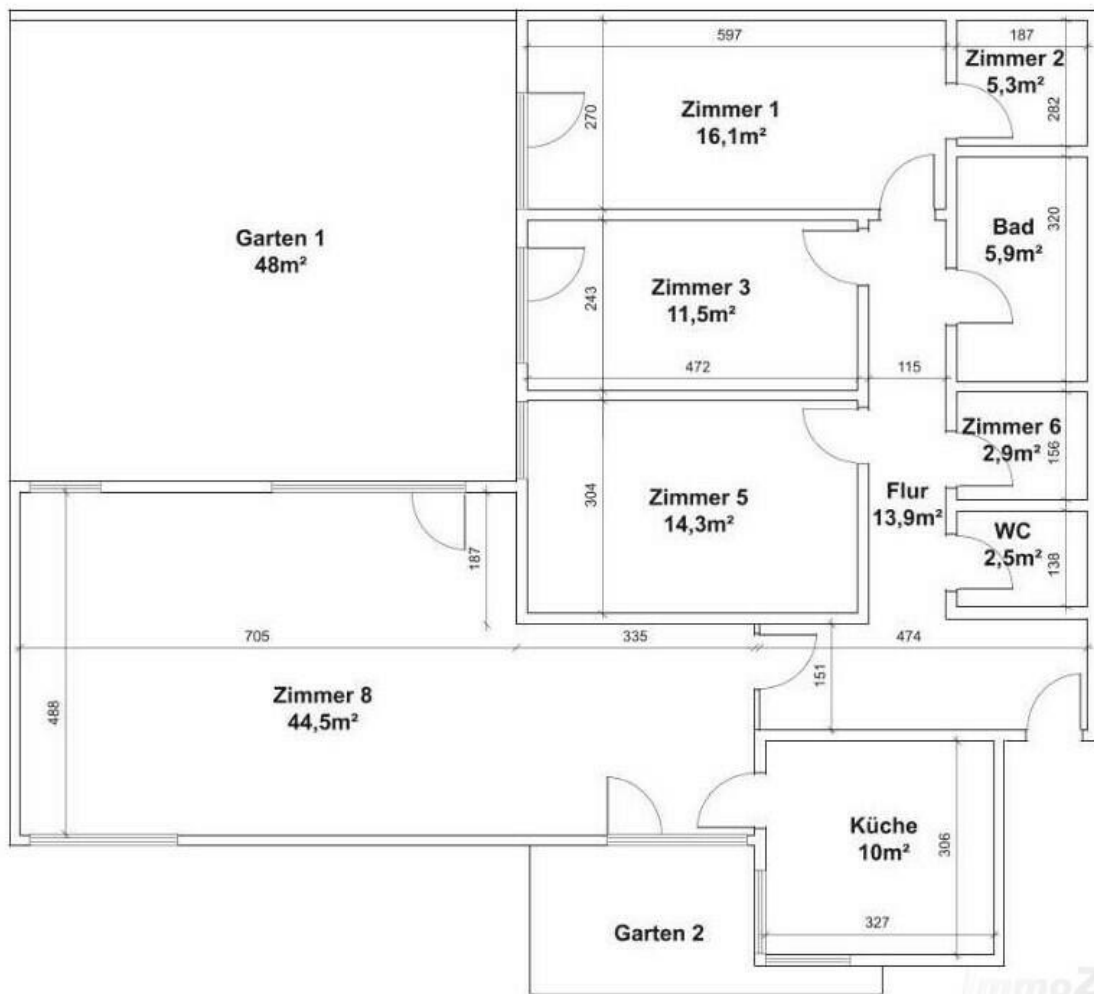 597
187
Zimmer 2
5,3m²
282
Zimmer 1
16,1m²
270
Garten 1
48m²
Bad
5,9m²
320
Zimmer 3
11,5m²
243
472
115
Zimmer 6
2,9m²
156
Zimmer 5
14,3m²
304
Flur
13,9m²
WC
2,5m²
138
187
705
335
474
151
Zimmer 8
44,5m²
488
Küche
10m²
306
327
Garten 2
ImmoZ